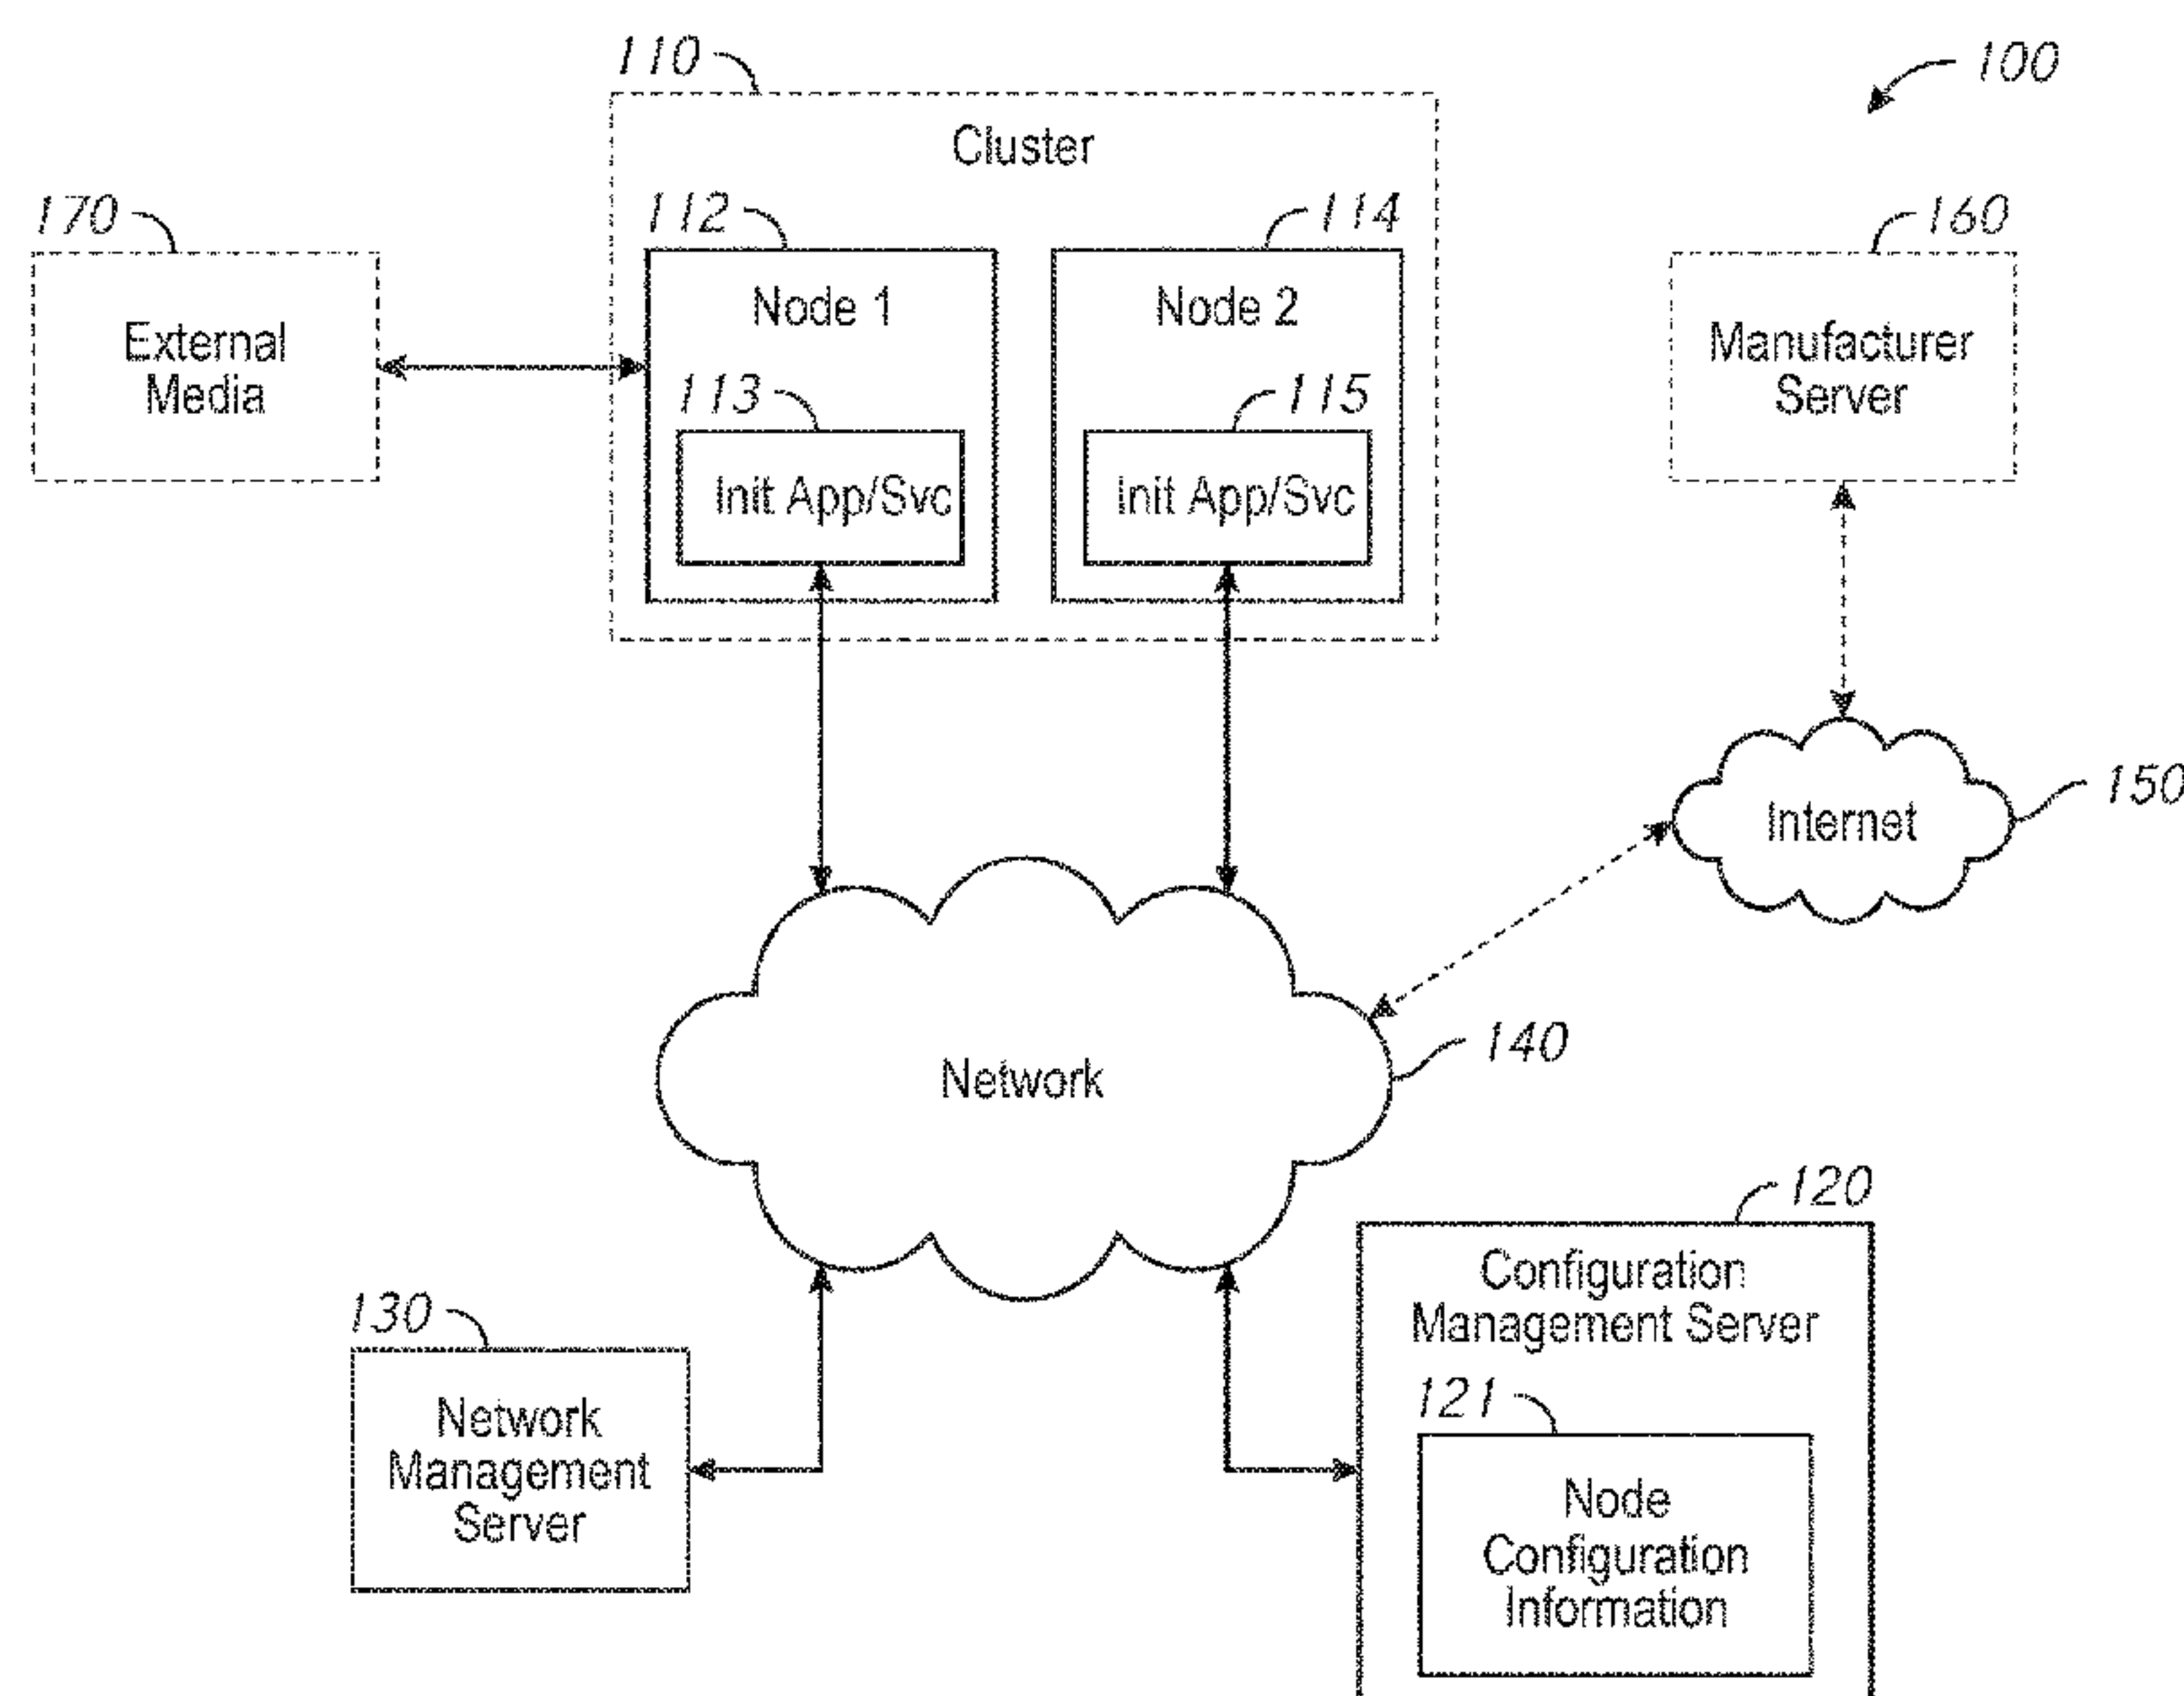 110
100
Cluster
170
112
114
160
External
Media
Node 1
Node 2
Manufacturer
Server
113
115
Init App/Svc
Init App/Svc
150
Internet
140
Network
120
Configuration
Management Server
130
121
Network
Management
Server
Node
Configuration
Information